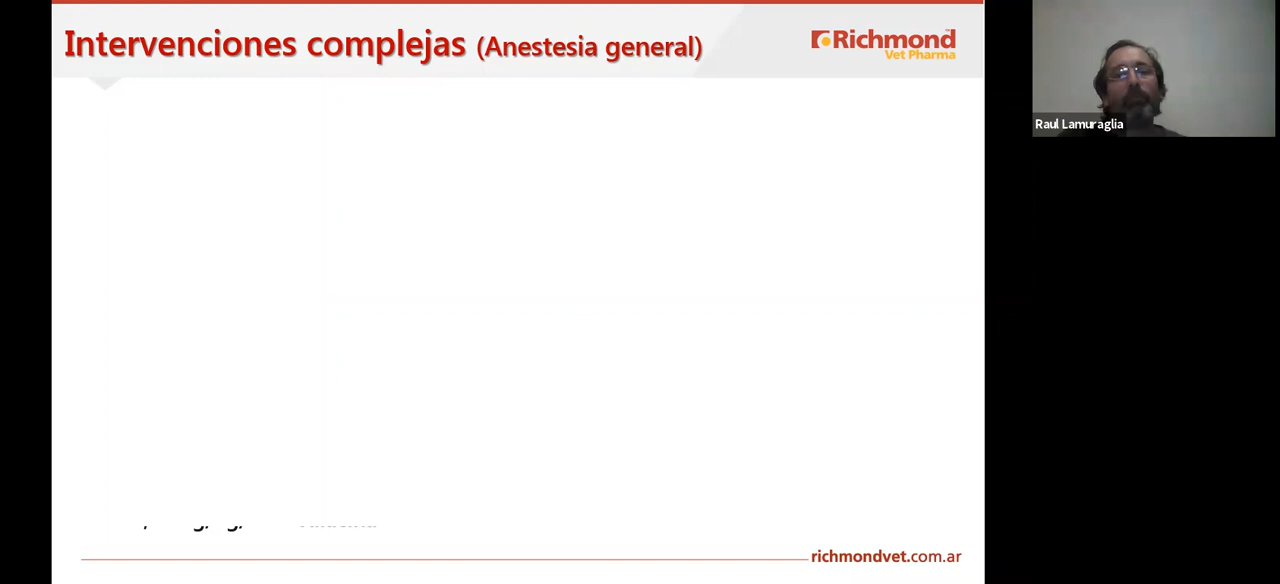 Intervenciones complejas (Anestesia general)
Richmond
Vet Pharma
Raul Lamuraglia
richmondvet.com.ar